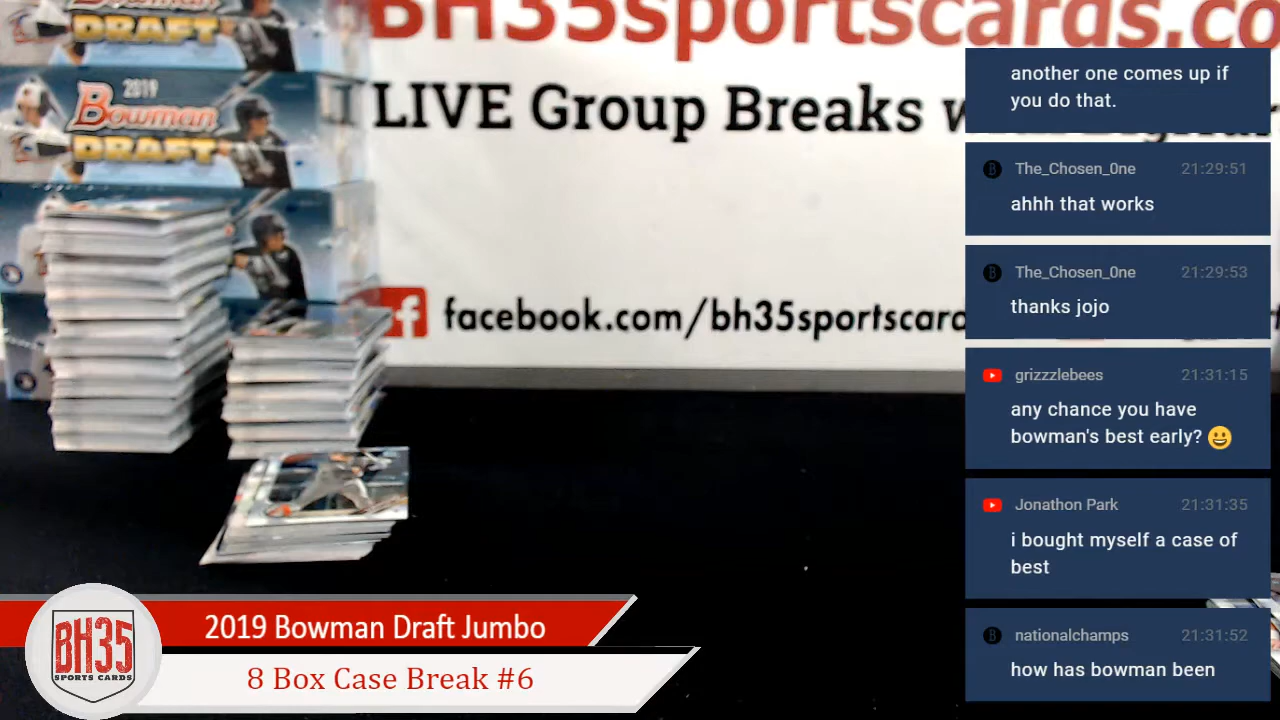 BH35sportscards.co
LIVE Group Breaks w
facebook.com/bh35sportscard
DRAFT
2019
Bowman
DRAFT
another one comes up if
you do that.
The_Chosen_0ne 21:29:51
ahhh that works
The_Chosen_0ne 21:29:53
thanks jojo
grizzzlebees 21:31:15
any chance you have
bowman's best early? 😀
Jonathon Park 21:31:35
i bought myself a case of
best
nationalchamps 21:31:52
how has bowman been
BH35
SPORTS CARDS
2019 Bowman Draft Jumbo
8 Box Case Break #6